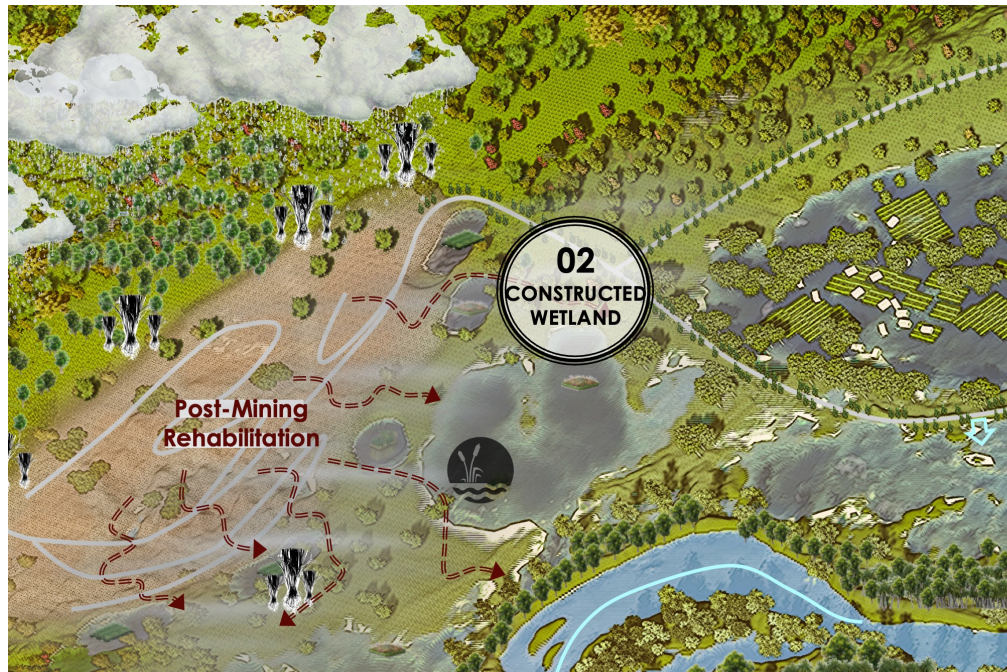 02
CONSTRUCTED
WETLAND
Post-Mining
Rehabilitation